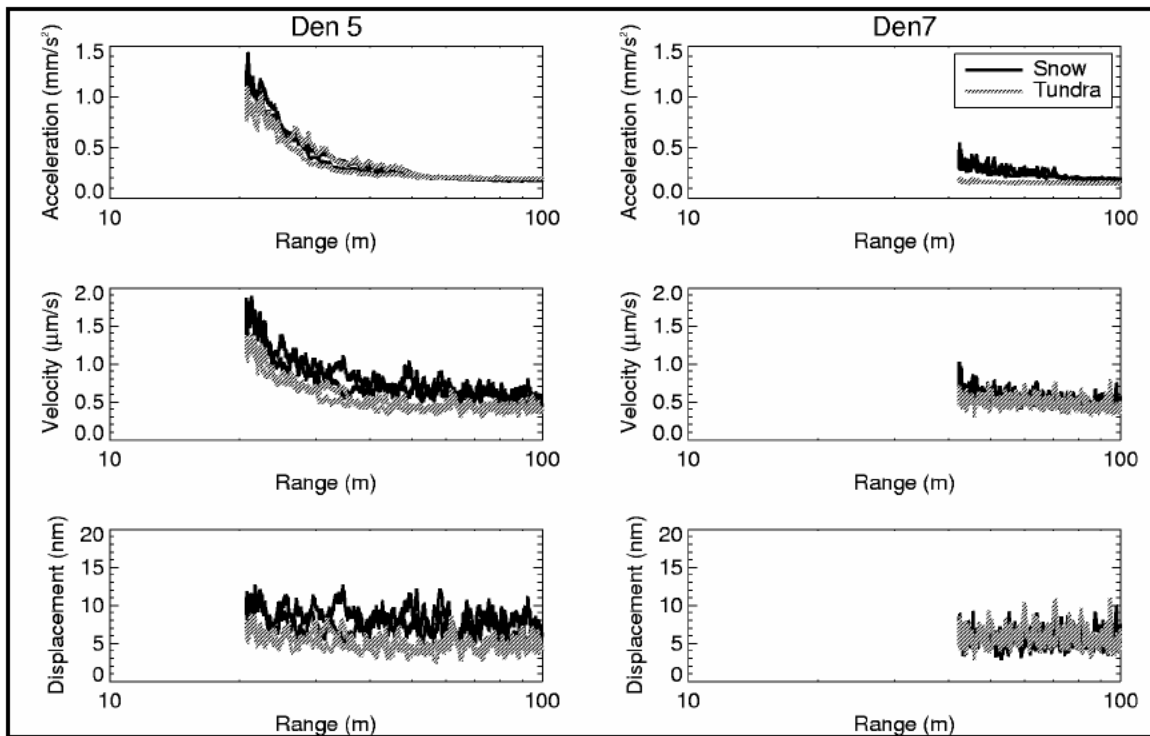 Den 5
Den7
Acceleration (mm/s²)
1.5
1.0
0.5
0.0
10
100
Range (m)
Acceleration (mm/s²)
1.5
1.0
0.5
0.0
10
100
Range (m)
Snow
Tundra
Velocity (μm/s)
2.0
1.5
1.0
0.5
0.0
10
100
Range (m)
Velocity (μm/s)
2.0
1.5
1.0
0.5
0.0
10
100
Range (m)
Displacement (nm)
20
15
10
5
0
10
100
Range (m)
Displacement (nm)
20
15
10
5
0
10
100
Range (m)